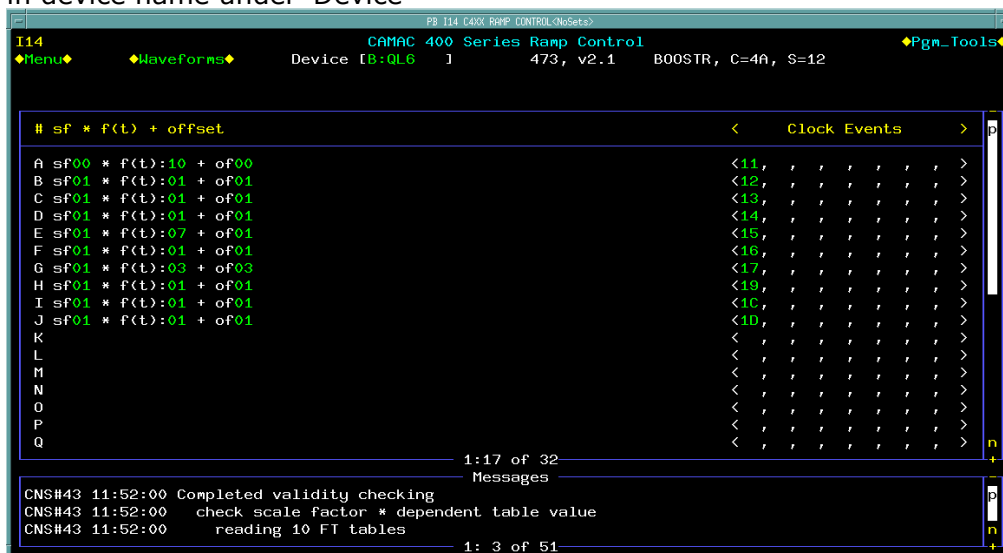 in device name under 'Device'
PB I14 C4XX RAMP CONTROL<NoSets>
I14 CAMAC 400 Series Ramp Control ◆Pgm_Tools◆
◆Menu◆ ◆Waveforms◆ Device [B:QL6 ] 473, v2.1 BOOSTR, C=4A, S=12
# sf * f(t) + offset < Clock Events > p
A sf00 * f(t):10 + of00 <11, , , , , , , >
B sf01 * f(t):01 + of01 <12, , , , , , , >
C sf01 * f(t):01 + of01 <13, , , , , , , >
D sf01 * f(t):01 + of01 <14, , , , , , , >
E sf01 * f(t):07 + of01 <15, , , , , , , >
F sf01 * f(t):01 + of01 <16, , , , , , , >
G sf01 * f(t):03 + of03 <17, , , , , , , >
H sf01 * f(t):01 + of01 <19, , , , , , , >
I sf01 * f(t):01 + of01 <1C, , , , , , , >
J sf01 * f(t):01 + of01 <1D, , , , , , , >
K < , , , , , , , >
L < , , , , , , , >
M < , , , , , , , >
N < , , , , , , , >
O < , , , , , , , >
P < , , , , , , , >
Q < , , , , , , , > n
1:17 of 32 +
Messages -
CNS#43 11:52:00 Completed validity checking p
CNS#43 11:52:00 check scale factor * dependent table value
CNS#43 11:52:00 reading 10 FT tables n
1: 3 of 51 +